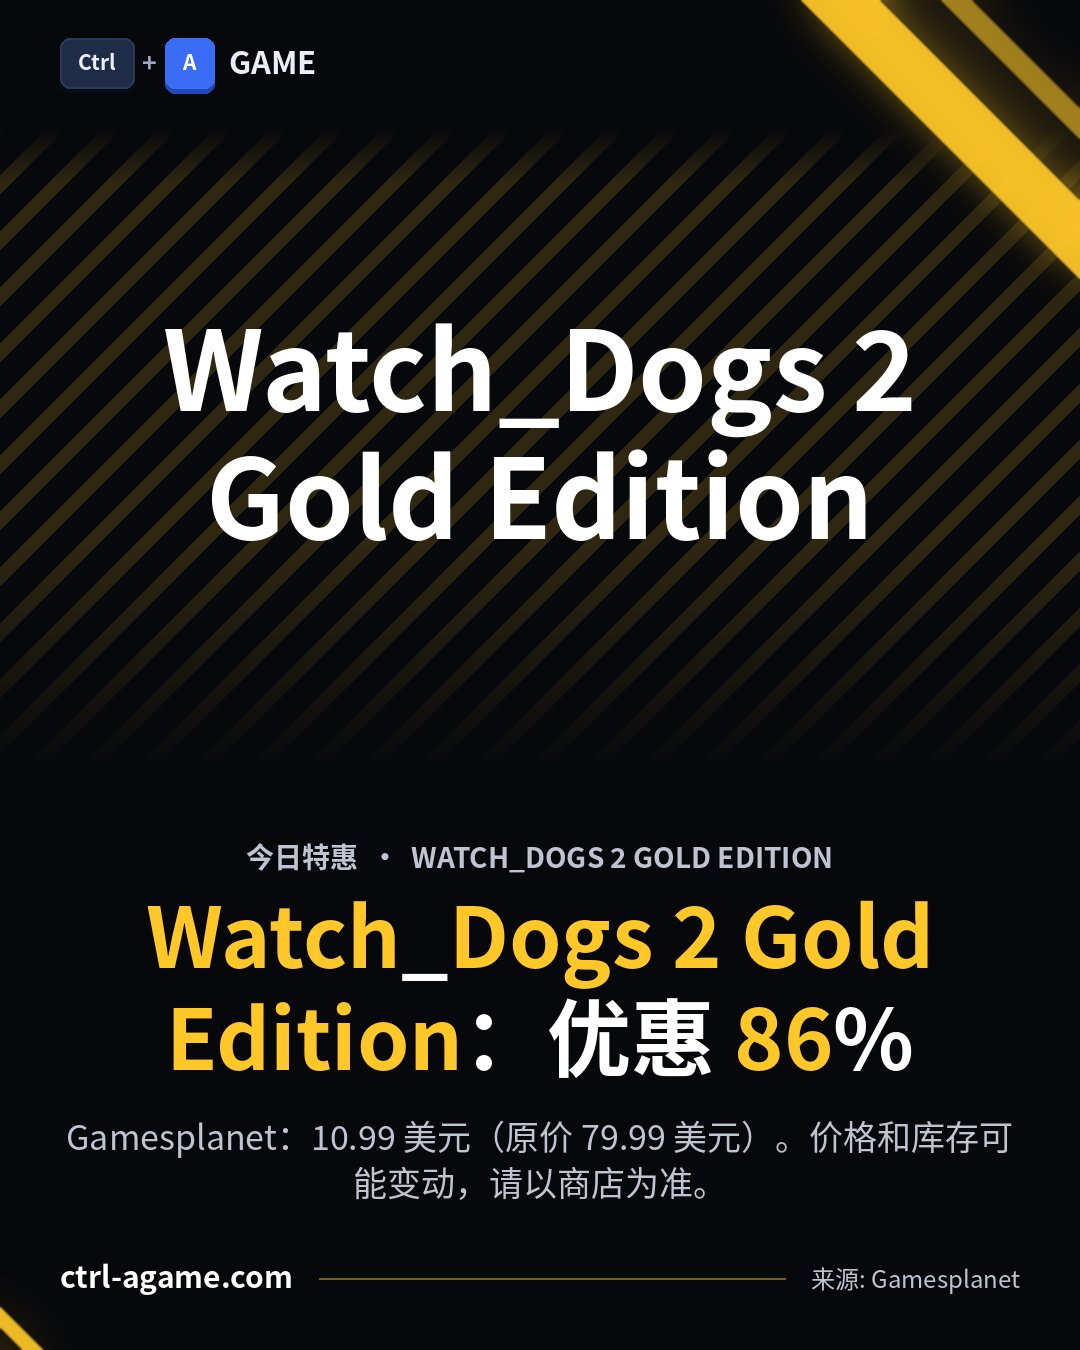 Ctrl + A GAME
Watch_Dogs 2
Gold Edition
今日特惠 • WATCH_DOGS 2 GOLD EDITION
Watch_Dogs 2 Gold
Edition：优惠 86%
Gamesplanet：10.99 美元（原价 79.99 美元）。价格和库存可
能变动，请以商店为准。
ctrl-agame.com
来源: Gamesplanet